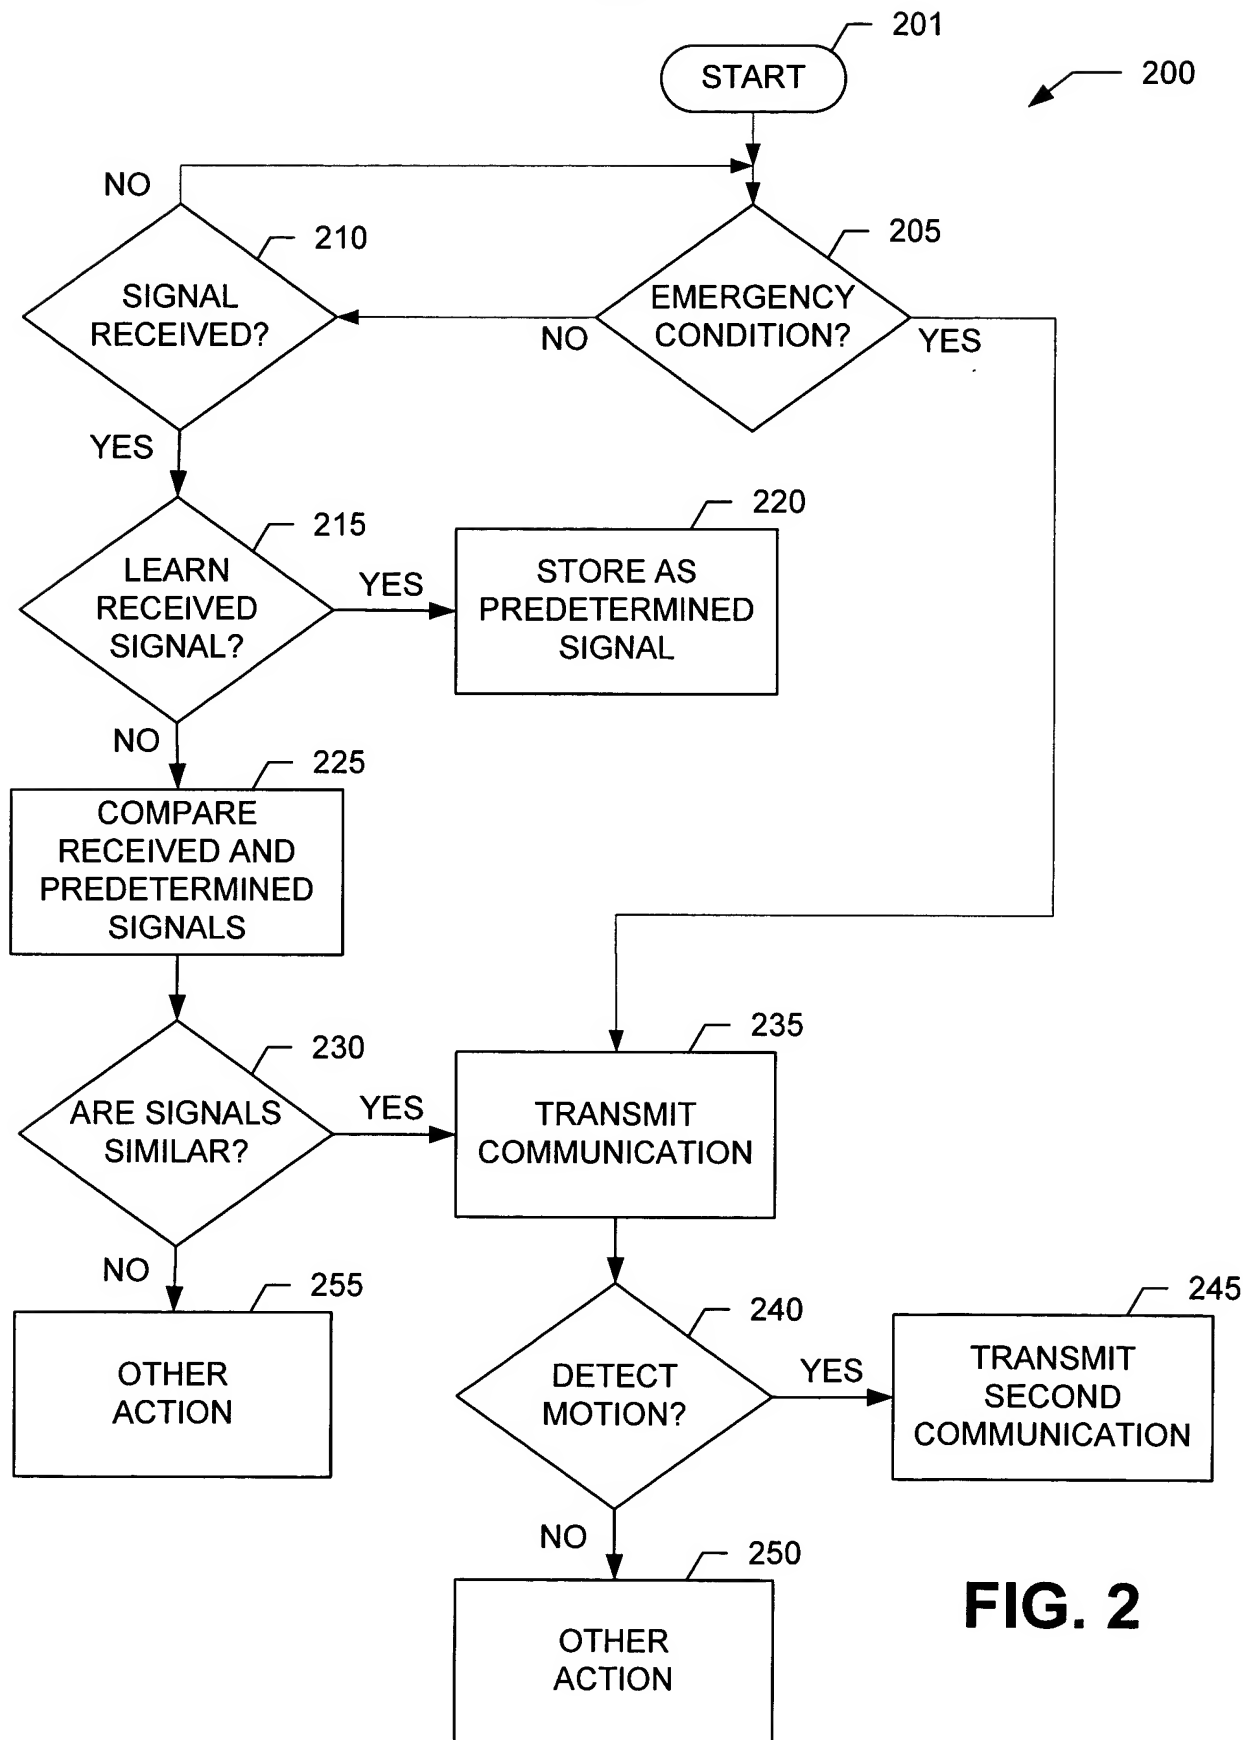 201
START
200
NO
210
205
SIGNAL
RECEIVED?
EMERGENCY
CONDITION?
NO
YES
YES
215
220
LEARN
RECEIVED
SIGNAL?
YES
STORE AS
PREDETERMINED
SIGNAL
NO
225
COMPARE
RECEIVED AND
PREDETERMINED
SIGNALS
230
235
ARE SIGNALS
SIMILAR?
YES
TRANSMIT
COMMUNICATION
NO
255
240
245
OTHER
ACTION
DETECT
MOTION?
YES
TRANSMIT
SECOND
COMMUNICATION
NO
250
OTHER
ACTION
FIG. 2